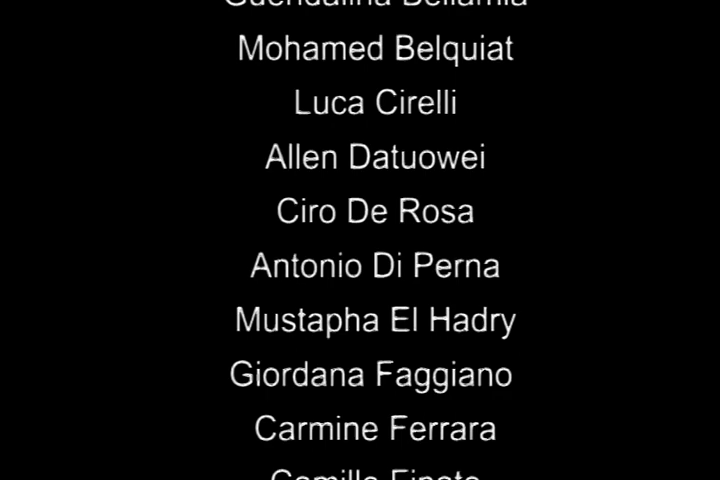 Mohamed Belquiat
Luca Cirelli
Allen Datuowei
Ciro De Rosa
Antonio Di Perna
Mustapha El Hadry
Giordana Faggiano
Carmine Ferrara